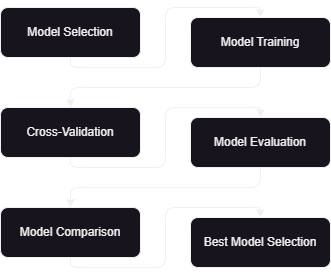 Model Selection
Model Training
Cross-Validation
Model Evaluation
Model Comparison
Best Model Selection